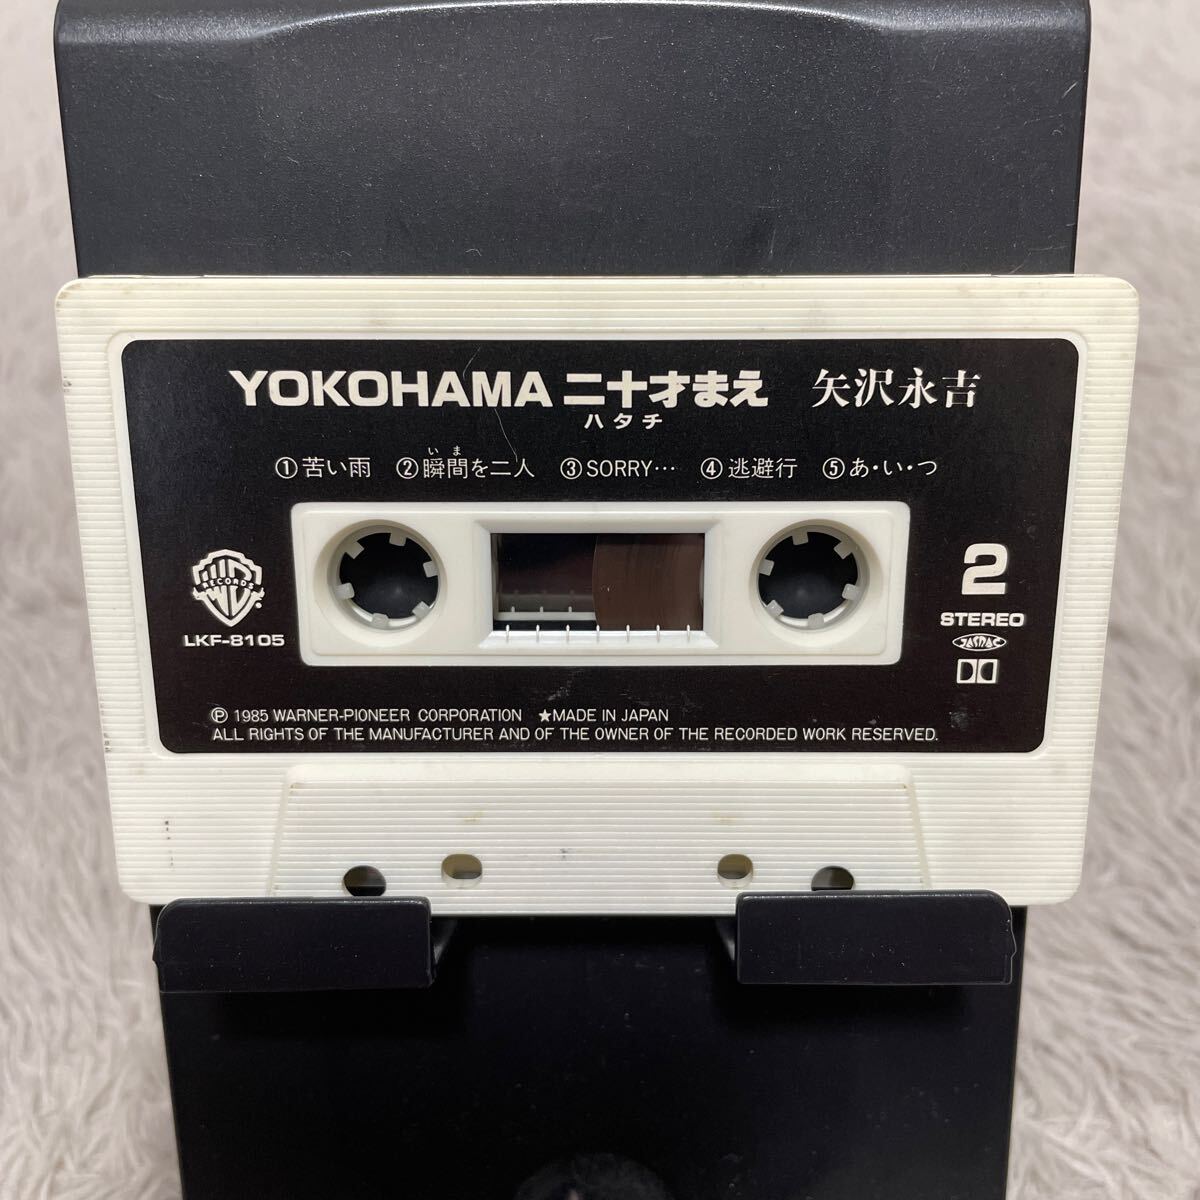 YOKOHAMA 二十才まえ 矢沢永吉
ハタチ
いま
①苦い雨 ②瞬間を二人 ③SORRY… ④逃避行 ⑤あ・い・つ
RECORDS
LKF-8105
2
STEREO
JASRAC
Ⓟ 1985 WARNER-PIONEER CORPORATION ★MADE IN JAPAN
ALL RIGHTS OF THE MANUFACTURER AND OF THE OWNER OF THE RECORDED WORK RESERVED.